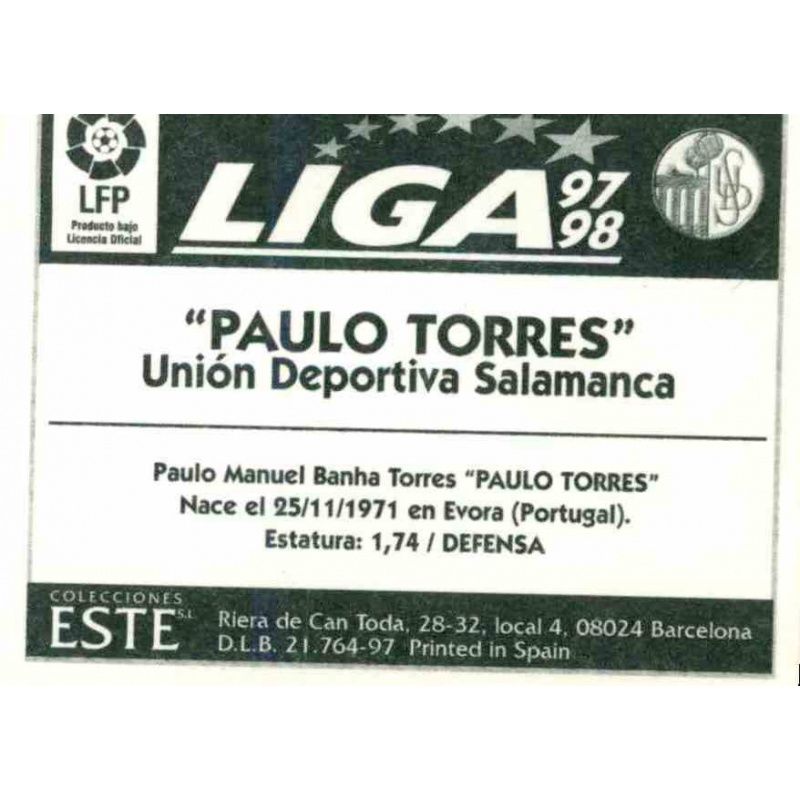 LFP
Producto bajo
Licencia Oficial
LIGA 97
98
"PAULO TORRES"
Unión Deportiva Salamanca
Paulo Manuel Banha Torres "PAULO TORRES"
Nace el 25/11/1971 en Evora (Portugal).
Estatura: 1,74 / DEFENSA
COLECCIONES
ESTE S.L.
Riera de Can Toda, 28-32, local 4, 08024 Barcelona
D.L.B. 21.764-97 Printed in Spain